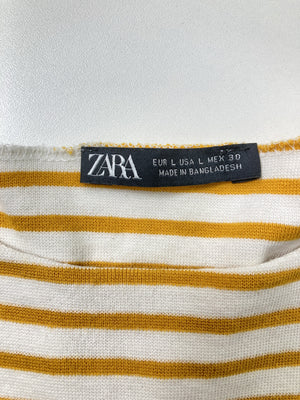 ZARA
EUR L USA L MEX 30
MADE IN BANGLADESH